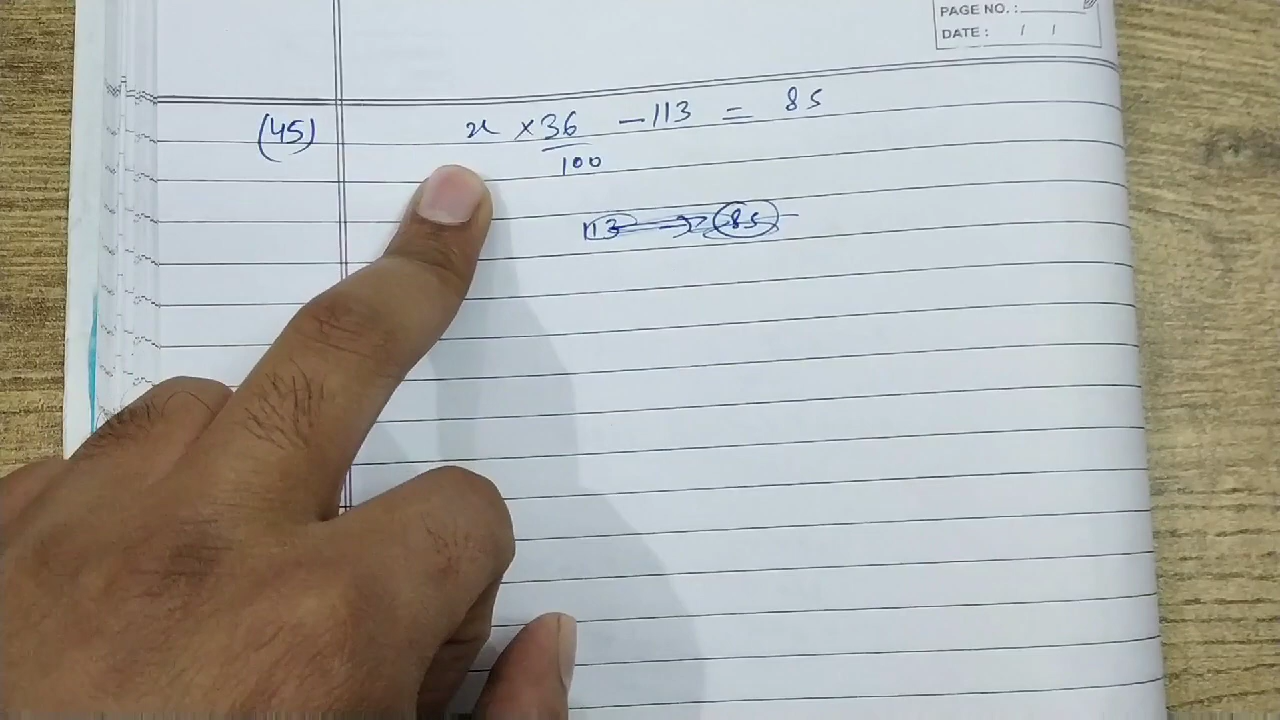 PAGE NO. :
DATE : / /
(45) x × 36/100 – 113 = 85
113 → 85